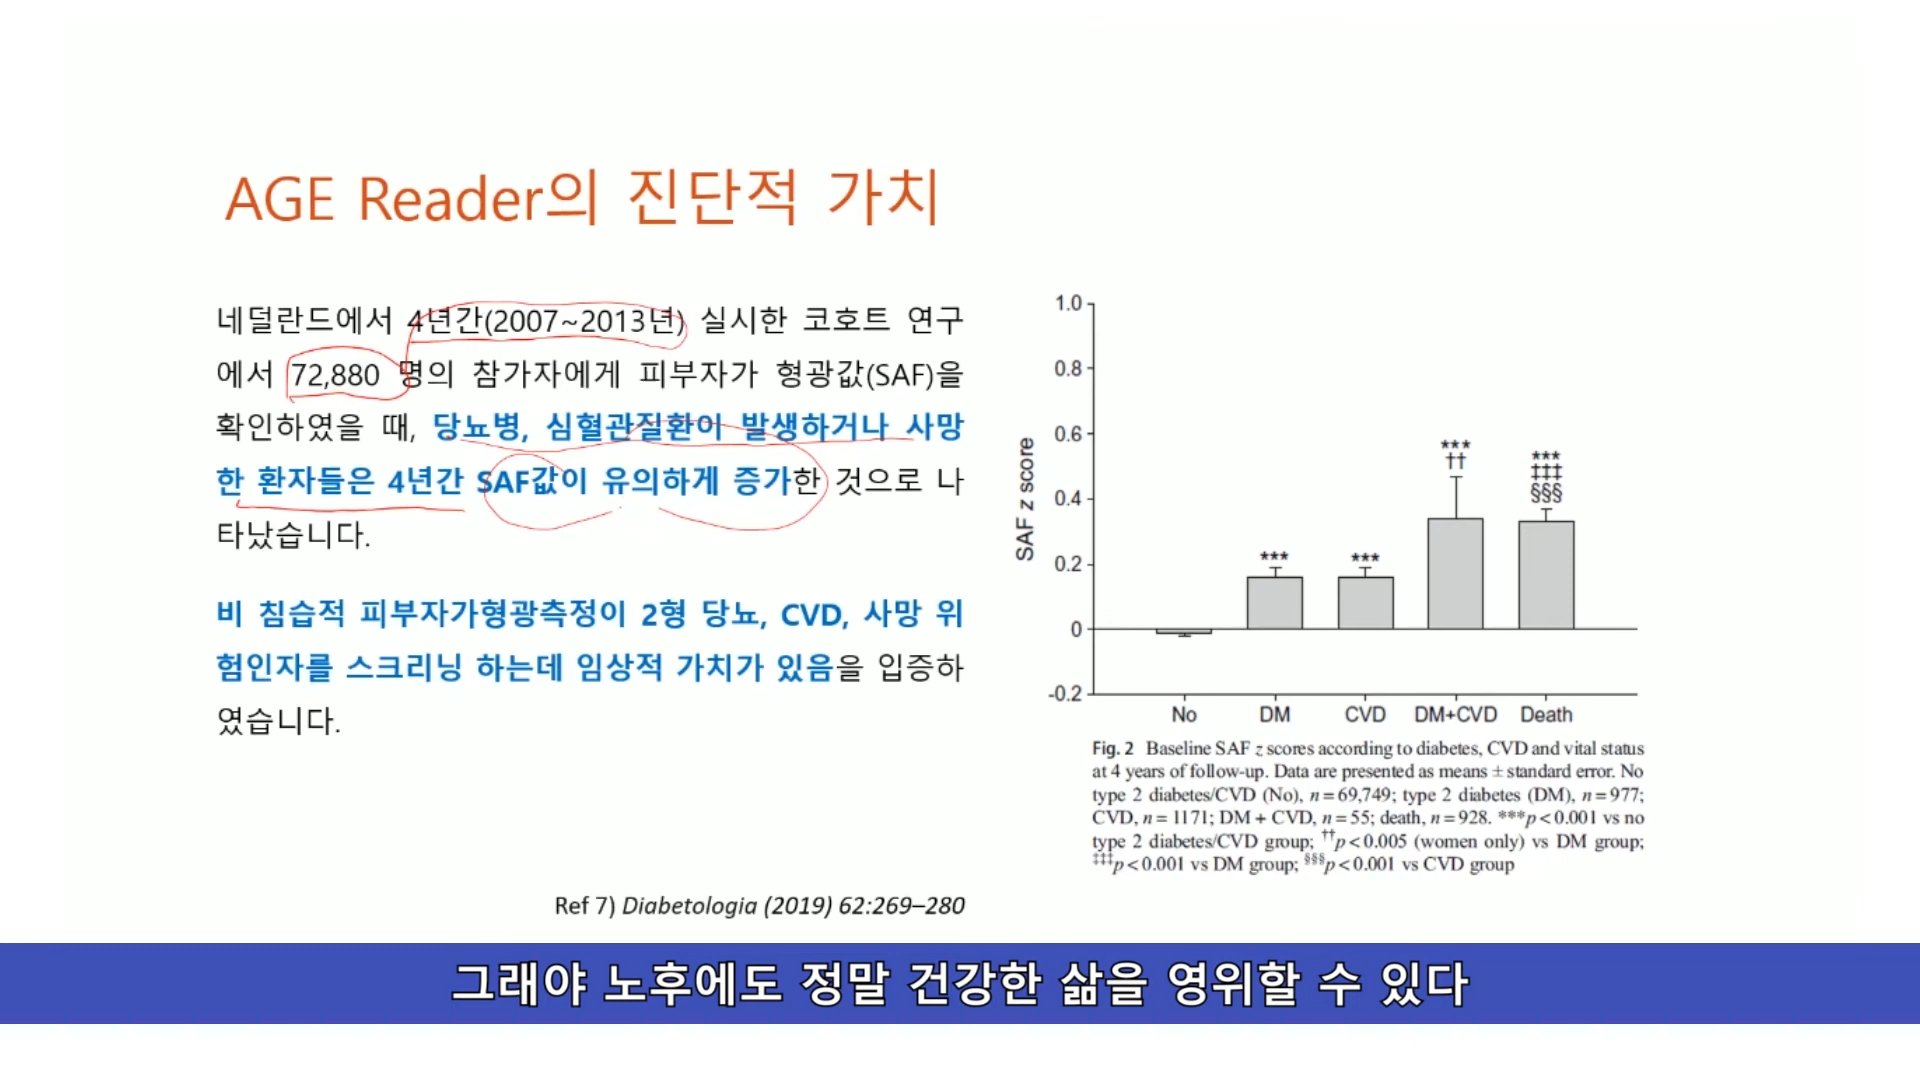 AGE Reader의 진단적 가치
네덜란드에서 4년간(2007~2013년) 실시한 코호트 연구
에서 72,880 명의 참가자에게 피부자가 형광값(SAF)을
확인하였을 때, 당뇨병, 심혈관질환이 발생하거나 사망
한 환자들은 4년간 SAF값이 유의하게 증가한 것으로 나
타났습니다.
비 침습적 피부자가형광측정이 2형 당뇨, CVD, 사망 위
험인자를 스크리닝 하는데 임상적 가치가 있음을 입증하
였습니다.
Ref 7) Diabetologia (2019) 62:269–280
SAF z score
1.0
0.8
0.6
0.4
0.2
0
-0.2
***
***
***
††
***
‡‡‡
§§§
No DM CVD DM+CVD Death
Fig. 2 Baseline SAF z scores according to diabetes, CVD and vital status
at 4 years of follow-up. Data are presented as means ± standard error. No
type 2 diabetes/CVD (No), n = 69,749; type 2 diabetes (DM), n = 977;
CVD, n = 1171; DM + CVD, n = 55; death, n = 928. ***p < 0.001 vs no
type 2 diabetes/CVD group; ††p < 0.005 (women only) vs DM group;
‡‡‡p < 0.001 vs DM group; §§§p < 0.001 vs CVD group
그래야 노후에도 정말 건강한 삶을 영위할 수 있다